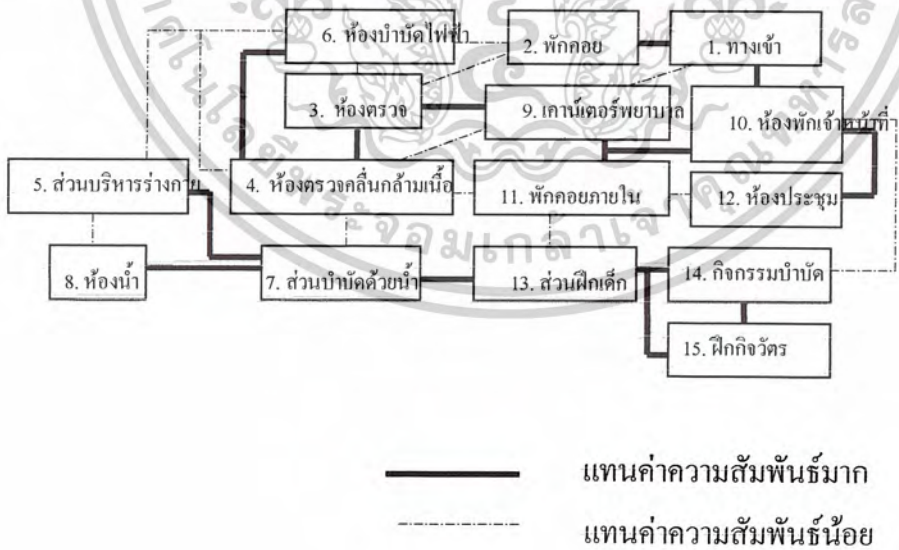 6. ห้องบำบัดไฟฟ้า
2. พักคอย
1. ทางเข้า
3. ห้องตรวจ
9. เคาน์เตอร์พยาบาล
10. ห้องพักเจ้าหน้าที่
5. ส่วนบริหารร่างกาย
4. ห้องตรวจคลื่นกล้ามเนื้อ
11. พักคอยภายใน
12. ห้องประชุม
8. ห้องน้ำ
7. ส่วนบำบัดด้วยน้ำ
13. ส่วนฝึกเด็ก
14. กิจกรรมบำบัด
15. ฝึกกิจวัตร
แทนค่าความสัมพันธ์มาก
แทนค่าความสัมพันธ์น้อย